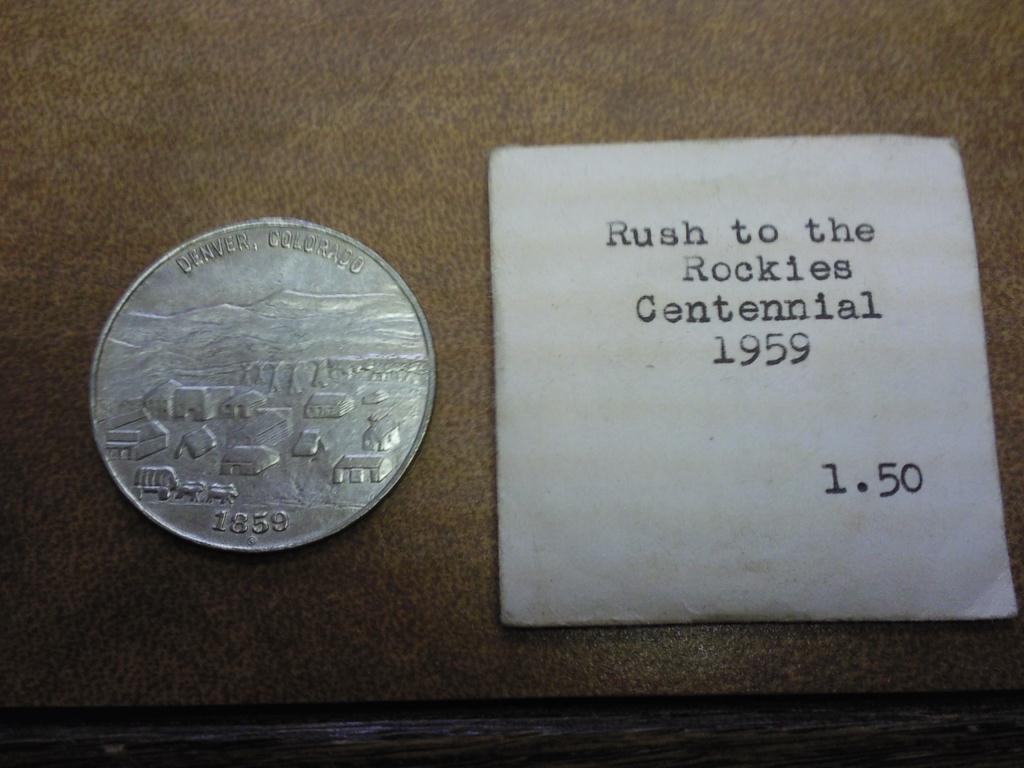 DENVER, COLORADO
1859
Rush to the
Rockies
Centennial
1959
1.50